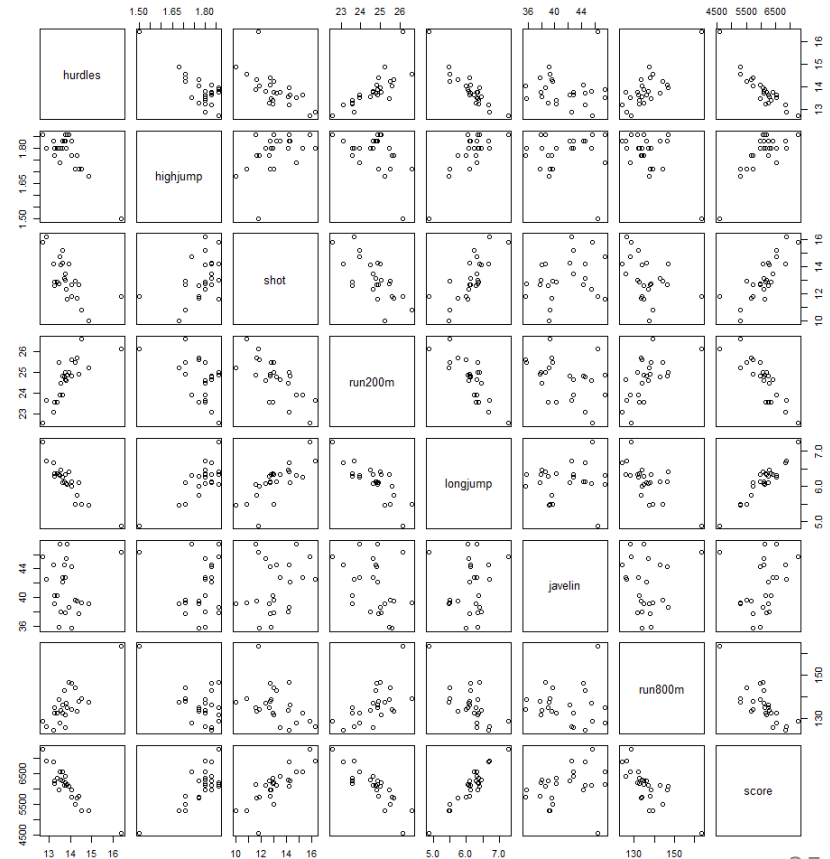 1.50 1.65 1.80 23 24 25 26 36 40 44 4500 5500 6500
hurdles 13 14 15 16
1.50 1.65 1.80 highjump
shot 10 12 14 16
23 24 25 26 run200m
longjump 5.0 6.0 7.0
36 40 44 javelin
run800m 130 150
4500 5500 6500 score
13 14 15 16 10 12 14 16 5.0 6.0 7.0 130 150